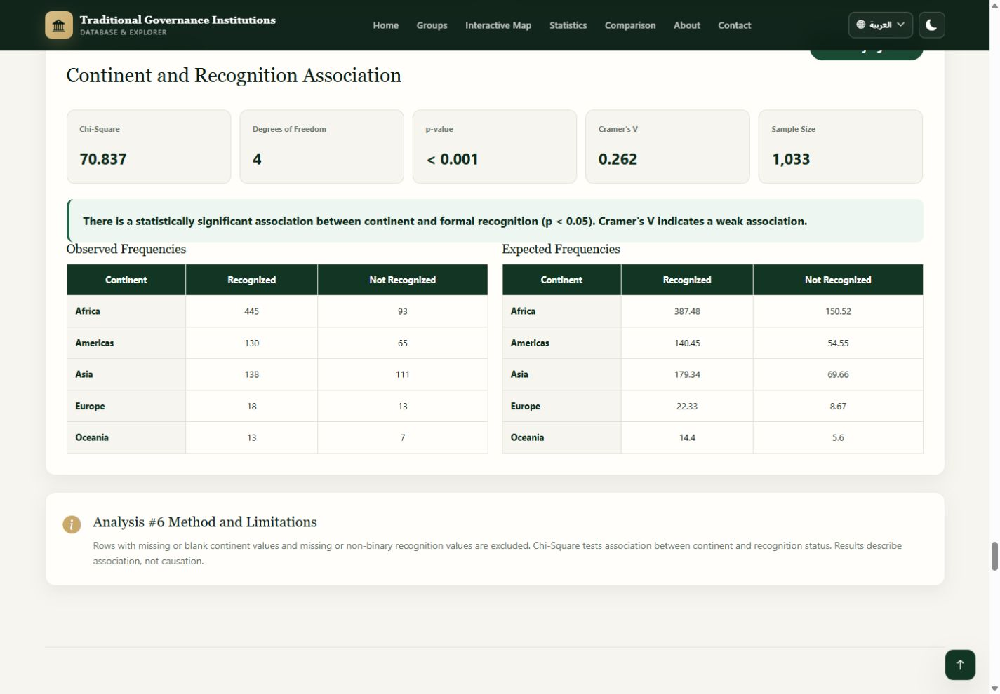 Traditional Governance Institutions
DATABASE & EXPLORER
Home
Groups
Interactive Map
Statistics
Comparison
About
Contact
العربية
Continent and Recognition Association
Chi-Square
70.837
Degrees of Freedom
4
p-value
< 0.001
Cramer's V
0.262
Sample Size
1,033
There is a statistically significant association between continent and formal recognition (p < 0.05). Cramer's V indicates a weak association.
Observed Frequencies
Continent Recognized Not Recognized
Africa 445 93
Americas 130 65
Asia 138 111
Europe 18 13
Oceania 13 7
Expected Frequencies
Continent Recognized Not Recognized
Africa 387.48 150.52
Americas 140.45 54.55
Asia 179.34 69.66
Europe 22.33 8.67
Oceania 14.4 5.6
Analysis #6 Method and Limitations
Rows with missing or blank continent values and missing or non-binary recognition values are excluded. Chi-Square tests association between continent and recognition status. Results describe
association, not causation.